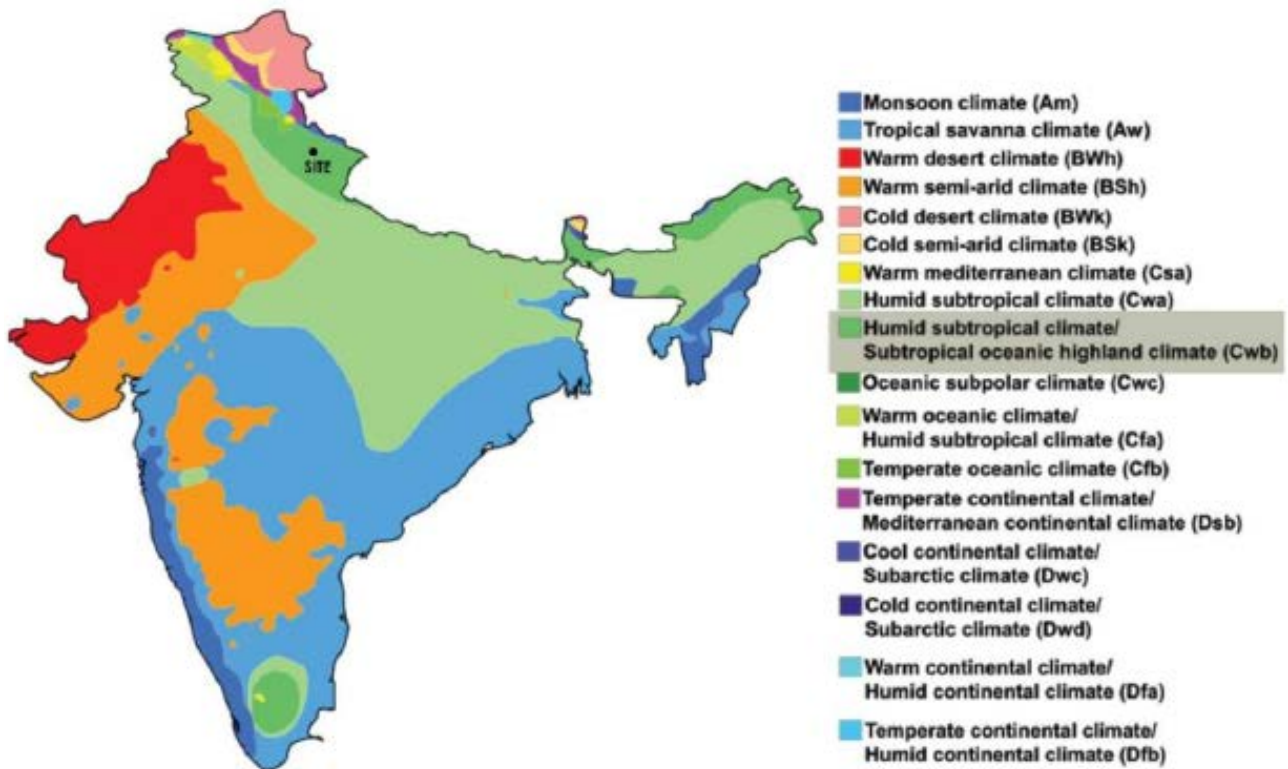 SITE
Monsoon climate (Am)
Tropical savanna climate (Aw)
Warm desert climate (BWh)
Warm semi-arid climate (BSh)
Cold desert climate (BWk)
Cold semi-arid climate (BSk)
Warm mediterranean climate (Csa)
Humid subtropical climate (Cwa)
Humid subtropical climate/
Subtropical oceanic highland climate (Cwb)
Oceanic subpolar climate (Cwc)
Warm oceanic climate/
Humid subtropical climate (Cfa)
Temperate oceanic climate (Cfb)
Temperate continental climate/
Mediterranean continental climate (Dsb)
Cool continental climate/
Subarctic climate (Dwc)
Cold continental climate/
Subarctic climate (Dwd)
Warm continental climate/
Humid continental climate (Dfa)
Temperate continental climate/
Humid continental climate (Dfb)